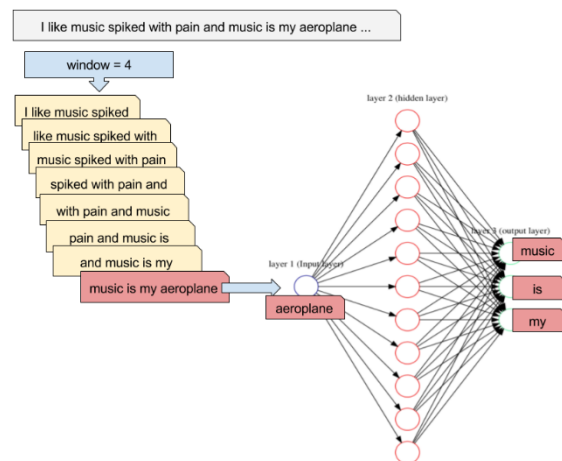 I like music spiked with pain and music is my aeroplane ...
window = 4
I like music spiked
like music spiked with
music spiked with pain
spiked with pain and
with pain and music
pain and music is
and music is my
music is my aeroplane
layer 1 (Input layer)
aeroplane
layer 2 (hidden layer)
layer 3 (output layer)
music
is
my